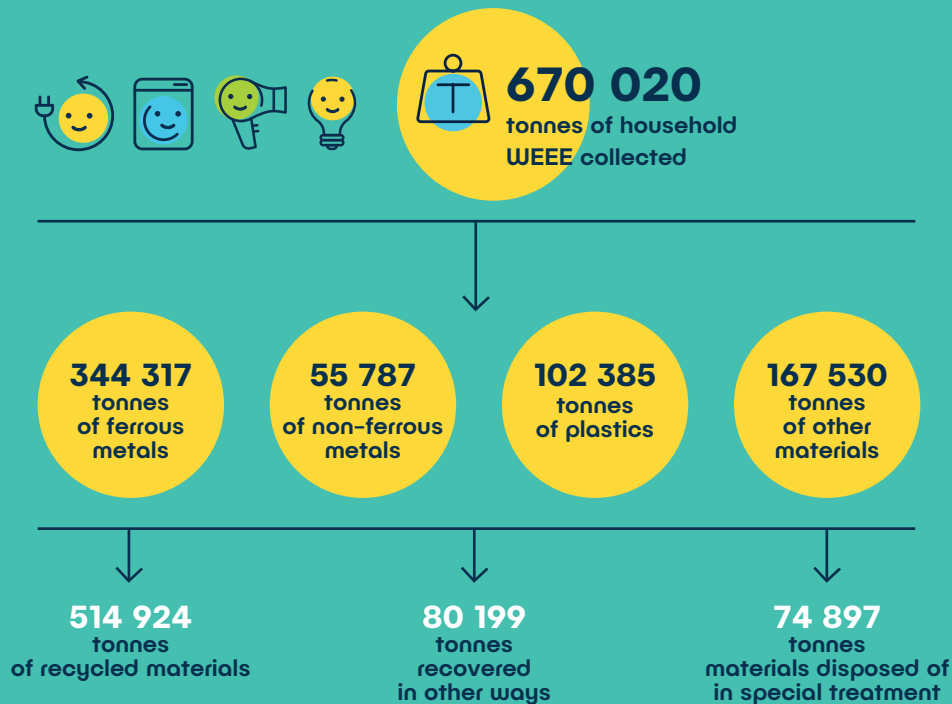 T
670 020
tonnes of household
WEEE collected
344 317
tonnes
of ferrous
metals
55 787
tonnes
of non-ferrous
metals
102 385
tonnes
of plastics
167 530
tonnes
of other
materials
514 924
tonnes
of recycled materials
80 199
tonnes
recovered
in other ways
74 897
tonnes
materials disposed of
in special treatment